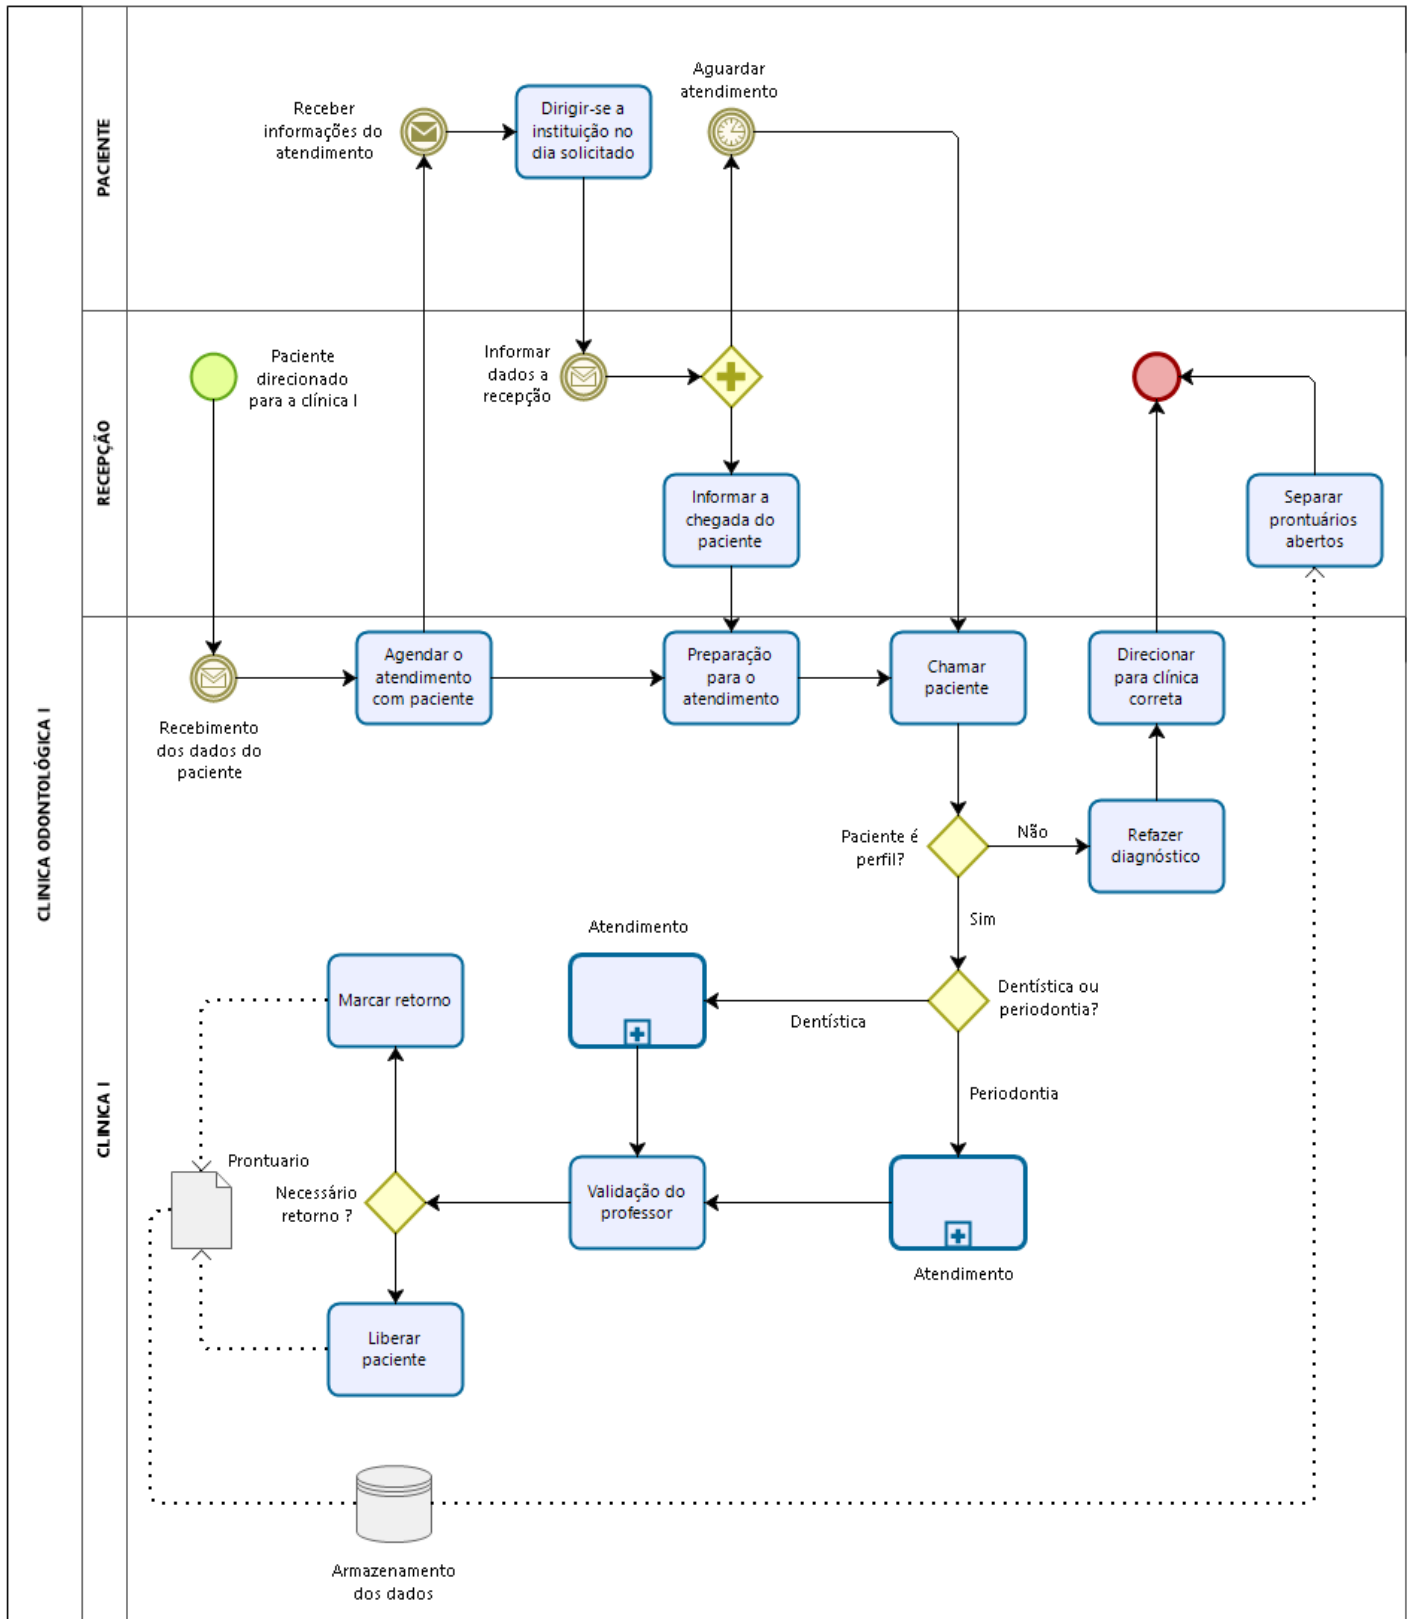 CLINICA ODONTOLÓGICA I
PACIENTE
Receber
informações do
atendimento
Dirigir-se a
instituição no
dia solicitado
Aguardar
atendimento
RECEPÇÃO
Paciente
direcionado
para a clínica I
Informar
dados a
recepção
Informar a
chegada do
paciente
Separar
prontuários
abertos
CLINICA I
Recebimento
dos dados do
paciente
Agendar o
atendimento
com paciente
Preparação
para o
atendimento
Chamar
paciente
Direcionar
para clínica
correta
Paciente é
perfil?
Não
Refazer
diagnóstico
Sim
Dentística ou
periodontia?
Dentística
Periodontia
Atendimento
Marcar retorno
Prontuario
Necessário
retorno ?
Validação do
professor
Atendimento
Liberar
paciente
Armazenamento
dos dados